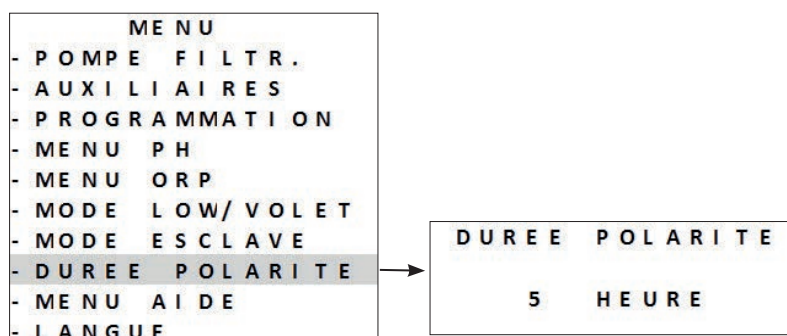 MENU
- POMPE FILTR.
- AUXILIAIRES
- PROGRAMMATION
- MENU PH
- MENU ORP
- MODE LOW/VOLET
- MODE ESCLAVE
- DUREE POLARITE
- MENU AIDE
- LANGUE
DUREE POLARITE
5 HEURE